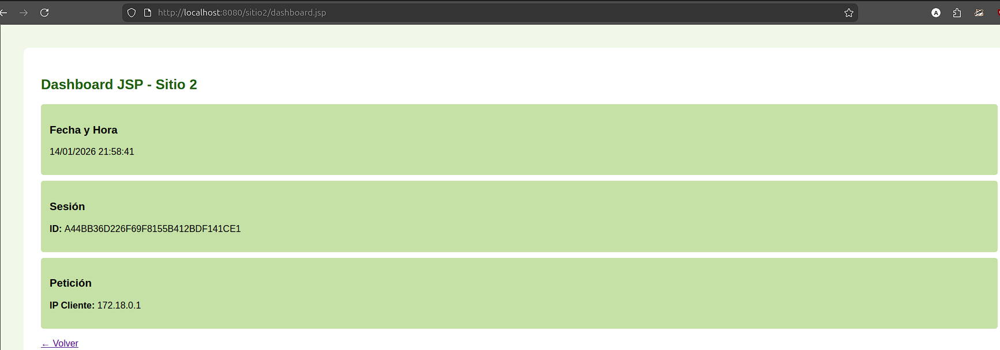 http://localhost:8080/sitio2/dashboard.jsp
A
Dashboard JSP - Sitio 2
Fecha y Hora
14/01/2026 21:58:41
Sesión
ID: A44BB36D226F69F8155B412BDF141CE1
Petición
IP Cliente: 172.18.0.1
← Volver